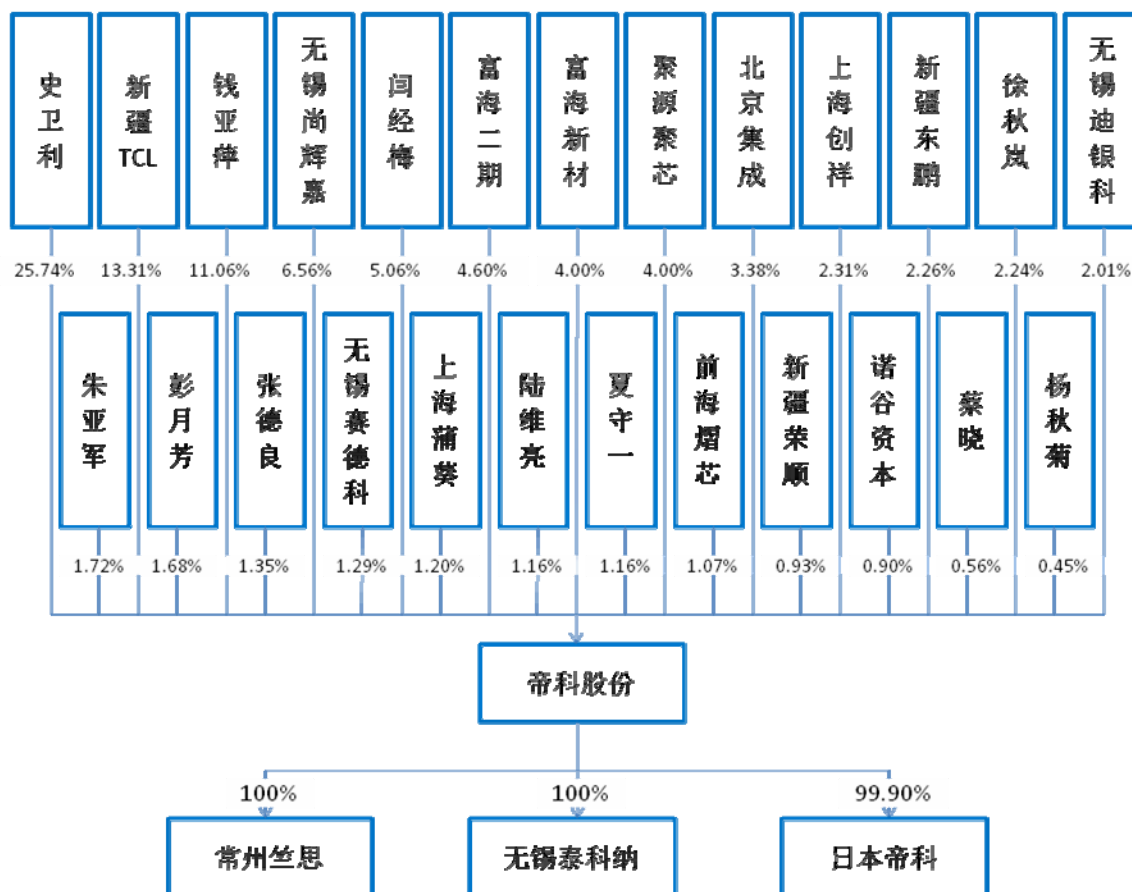 史卫利
新疆TCL
钱亚萍
无锡尚辉嘉
闫经梅
富海二期
富海新材
聚源聚芯
北京集成
上海创祥
新疆东鹏
徐秋岚
无锡迪银科
25.74%
13.31%
11.06%
6.56%
5.06%
4.60%
4.00%
4.00%
3.38%
2.31%
2.26%
2.24%
2.01%
朱亚军
彭月芳
张德良
无锡赛德科
上海蒲葵
陆维亮
夏守一
前海熠芯
新疆荣顺
诺谷资本
蔡晓
杨秋菊
1.72%
1.68%
1.35%
1.29%
1.20%
1.16%
1.16%
1.07%
0.93%
0.90%
0.56%
0.45%
帝科股份
100%
100%
99.90%
常州竺思
无锡泰科纳
日本帝科